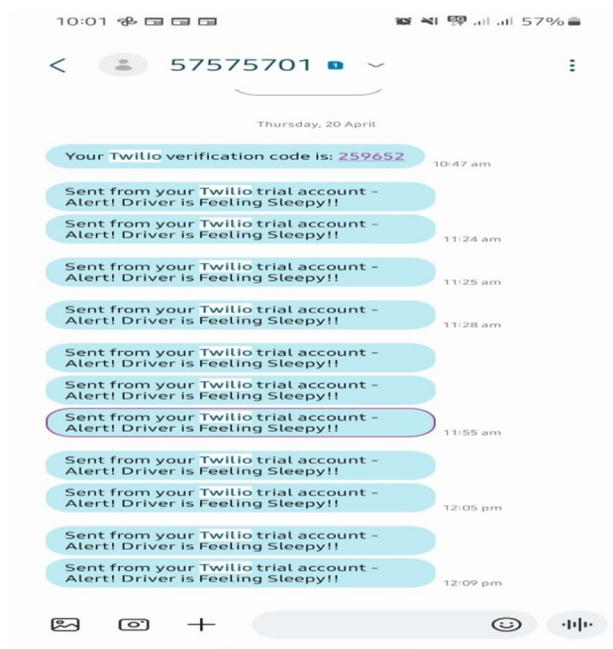 10:01
57%
57575701 1
Thursday, 20 April
Your Twilio verification code is: 259652
10:47 am
Sent from your Twilio trial account -
Alert! Driver is Feeling Sleepy!!
Sent from your Twilio trial account -
Alert! Driver is Feeling Sleepy!!
11:24 am
Sent from your Twilio trial account -
Alert! Driver is Feeling Sleepy!!
11:25 am
Sent from your Twilio trial account -
Alert! Driver is Feeling Sleepy!!
11:28 am
Sent from your Twilio trial account -
Alert! Driver is Feeling Sleepy!!
Sent from your Twilio trial account -
Alert! Driver is Feeling Sleepy!!
Sent from your Twilio trial account -
Alert! Driver is Feeling Sleepy!!
11:55 am
Sent from your Twilio trial account -
Alert! Driver is Feeling Sleepy!!
Sent from your Twilio trial account -
Alert! Driver is Feeling Sleepy!!
12:05 pm
Sent from your Twilio trial account -
Alert! Driver is Feeling Sleepy!!
Sent from your Twilio trial account -
Alert! Driver is Feeling Sleepy!!
12:09 pm